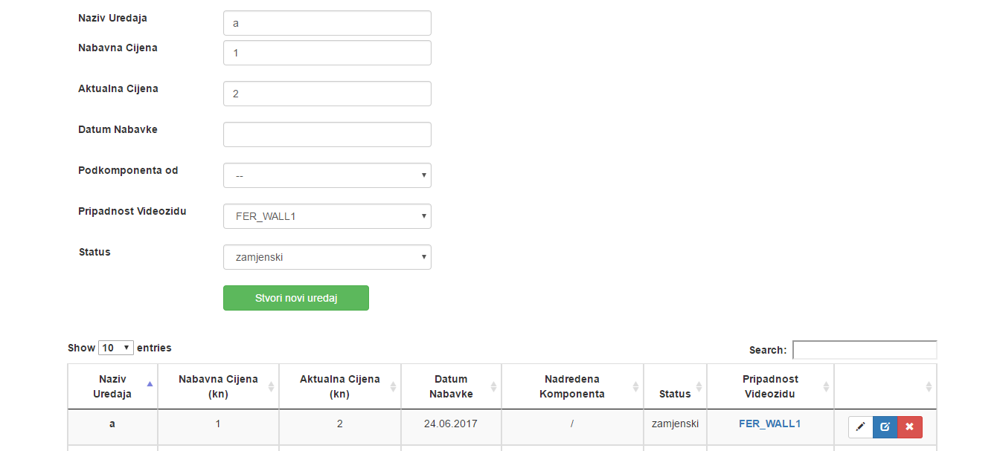 Naziv Uredaja
a
Nabavna Cijena
1
Aktualna Cijena
2
Datum Nabavke
Podkomponenta od
--
Pripadnost Videozidu
FER_WALL1
Status
zamjenski
Stvori novi uredaj
Show 10 entries
Search:
Naziv Uredaja
Nabavna Cijena (kn)
Aktualna Cijena (kn)
Datum Nabavke
Nadredena Komponenta
Status
Pripadnost Videozidu
a 1 2 24.06.2017 / zamjenski FER_WALL1